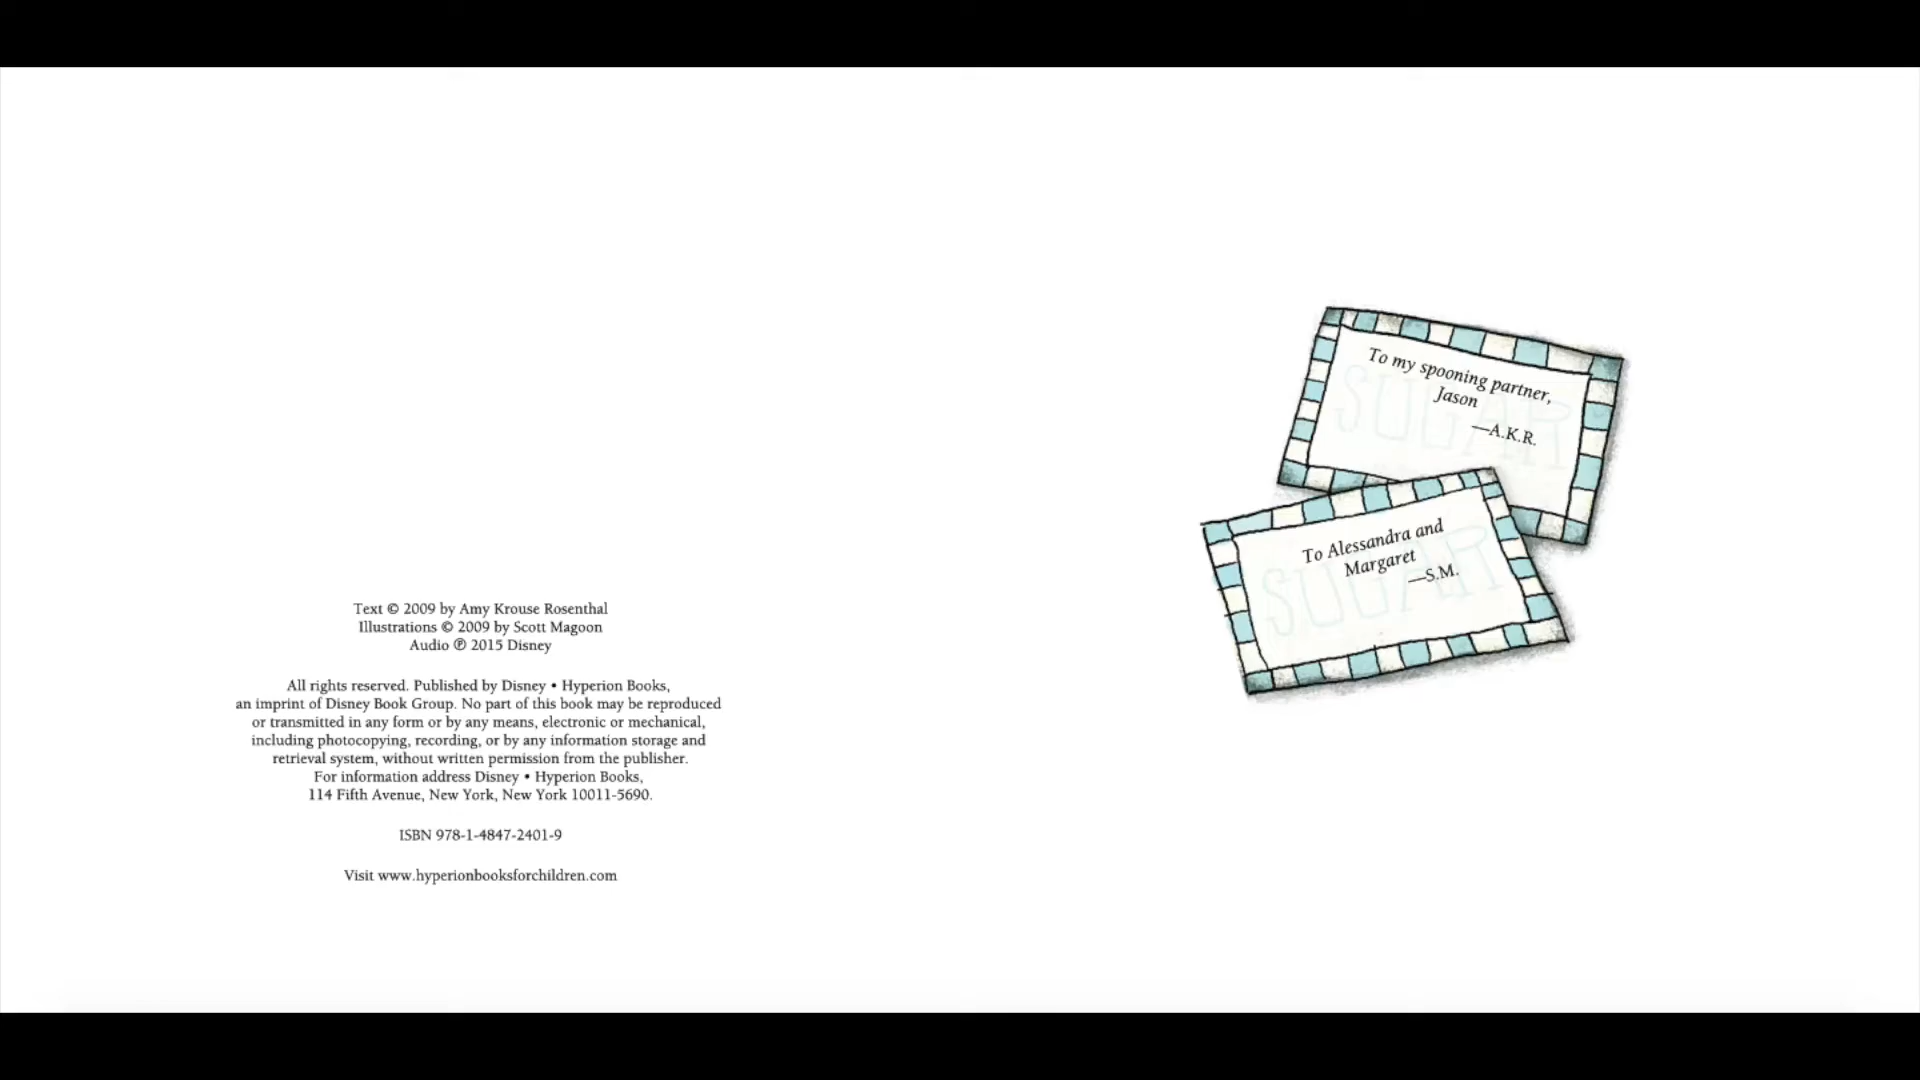 Text © 2009 by Amy Krouse Rosenthal
Illustrations © 2009 by Scott Magoon
Audio ℗ 2015 Disney
All rights reserved. Published by Disney • Hyperion Books,
an imprint of Disney Book Group. No part of this book may be reproduced
or transmitted in any form or by any means, electronic or mechanical,
including photocopying, recording, or by any information storage and
retrieval system, without written permission from the publisher.
For information address Disney • Hyperion Books,
114 Fifth Avenue, New York, New York 10011-5690.
ISBN 978-1-4847-2401-9
Visit www.hyperionbooksforchildren.com
To my spooning partner,
Jason
—A.K.R.
SUGAR
To Alessandra and
Margaret
—S.M.
SUGAR